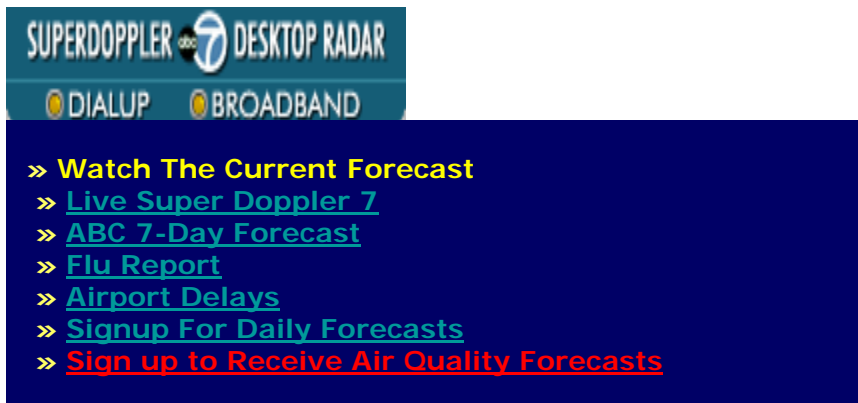 SUPERDOPPLER abc 7 DESKTOP RADAR
DIALUP BROADBAND
» Watch The Current Forecast
» Live Super Doppler 7
» ABC 7-Day Forecast
» Flu Report
» Airport Delays
» Signup For Daily Forecasts
» Sign up to Receive Air Quality Forecasts